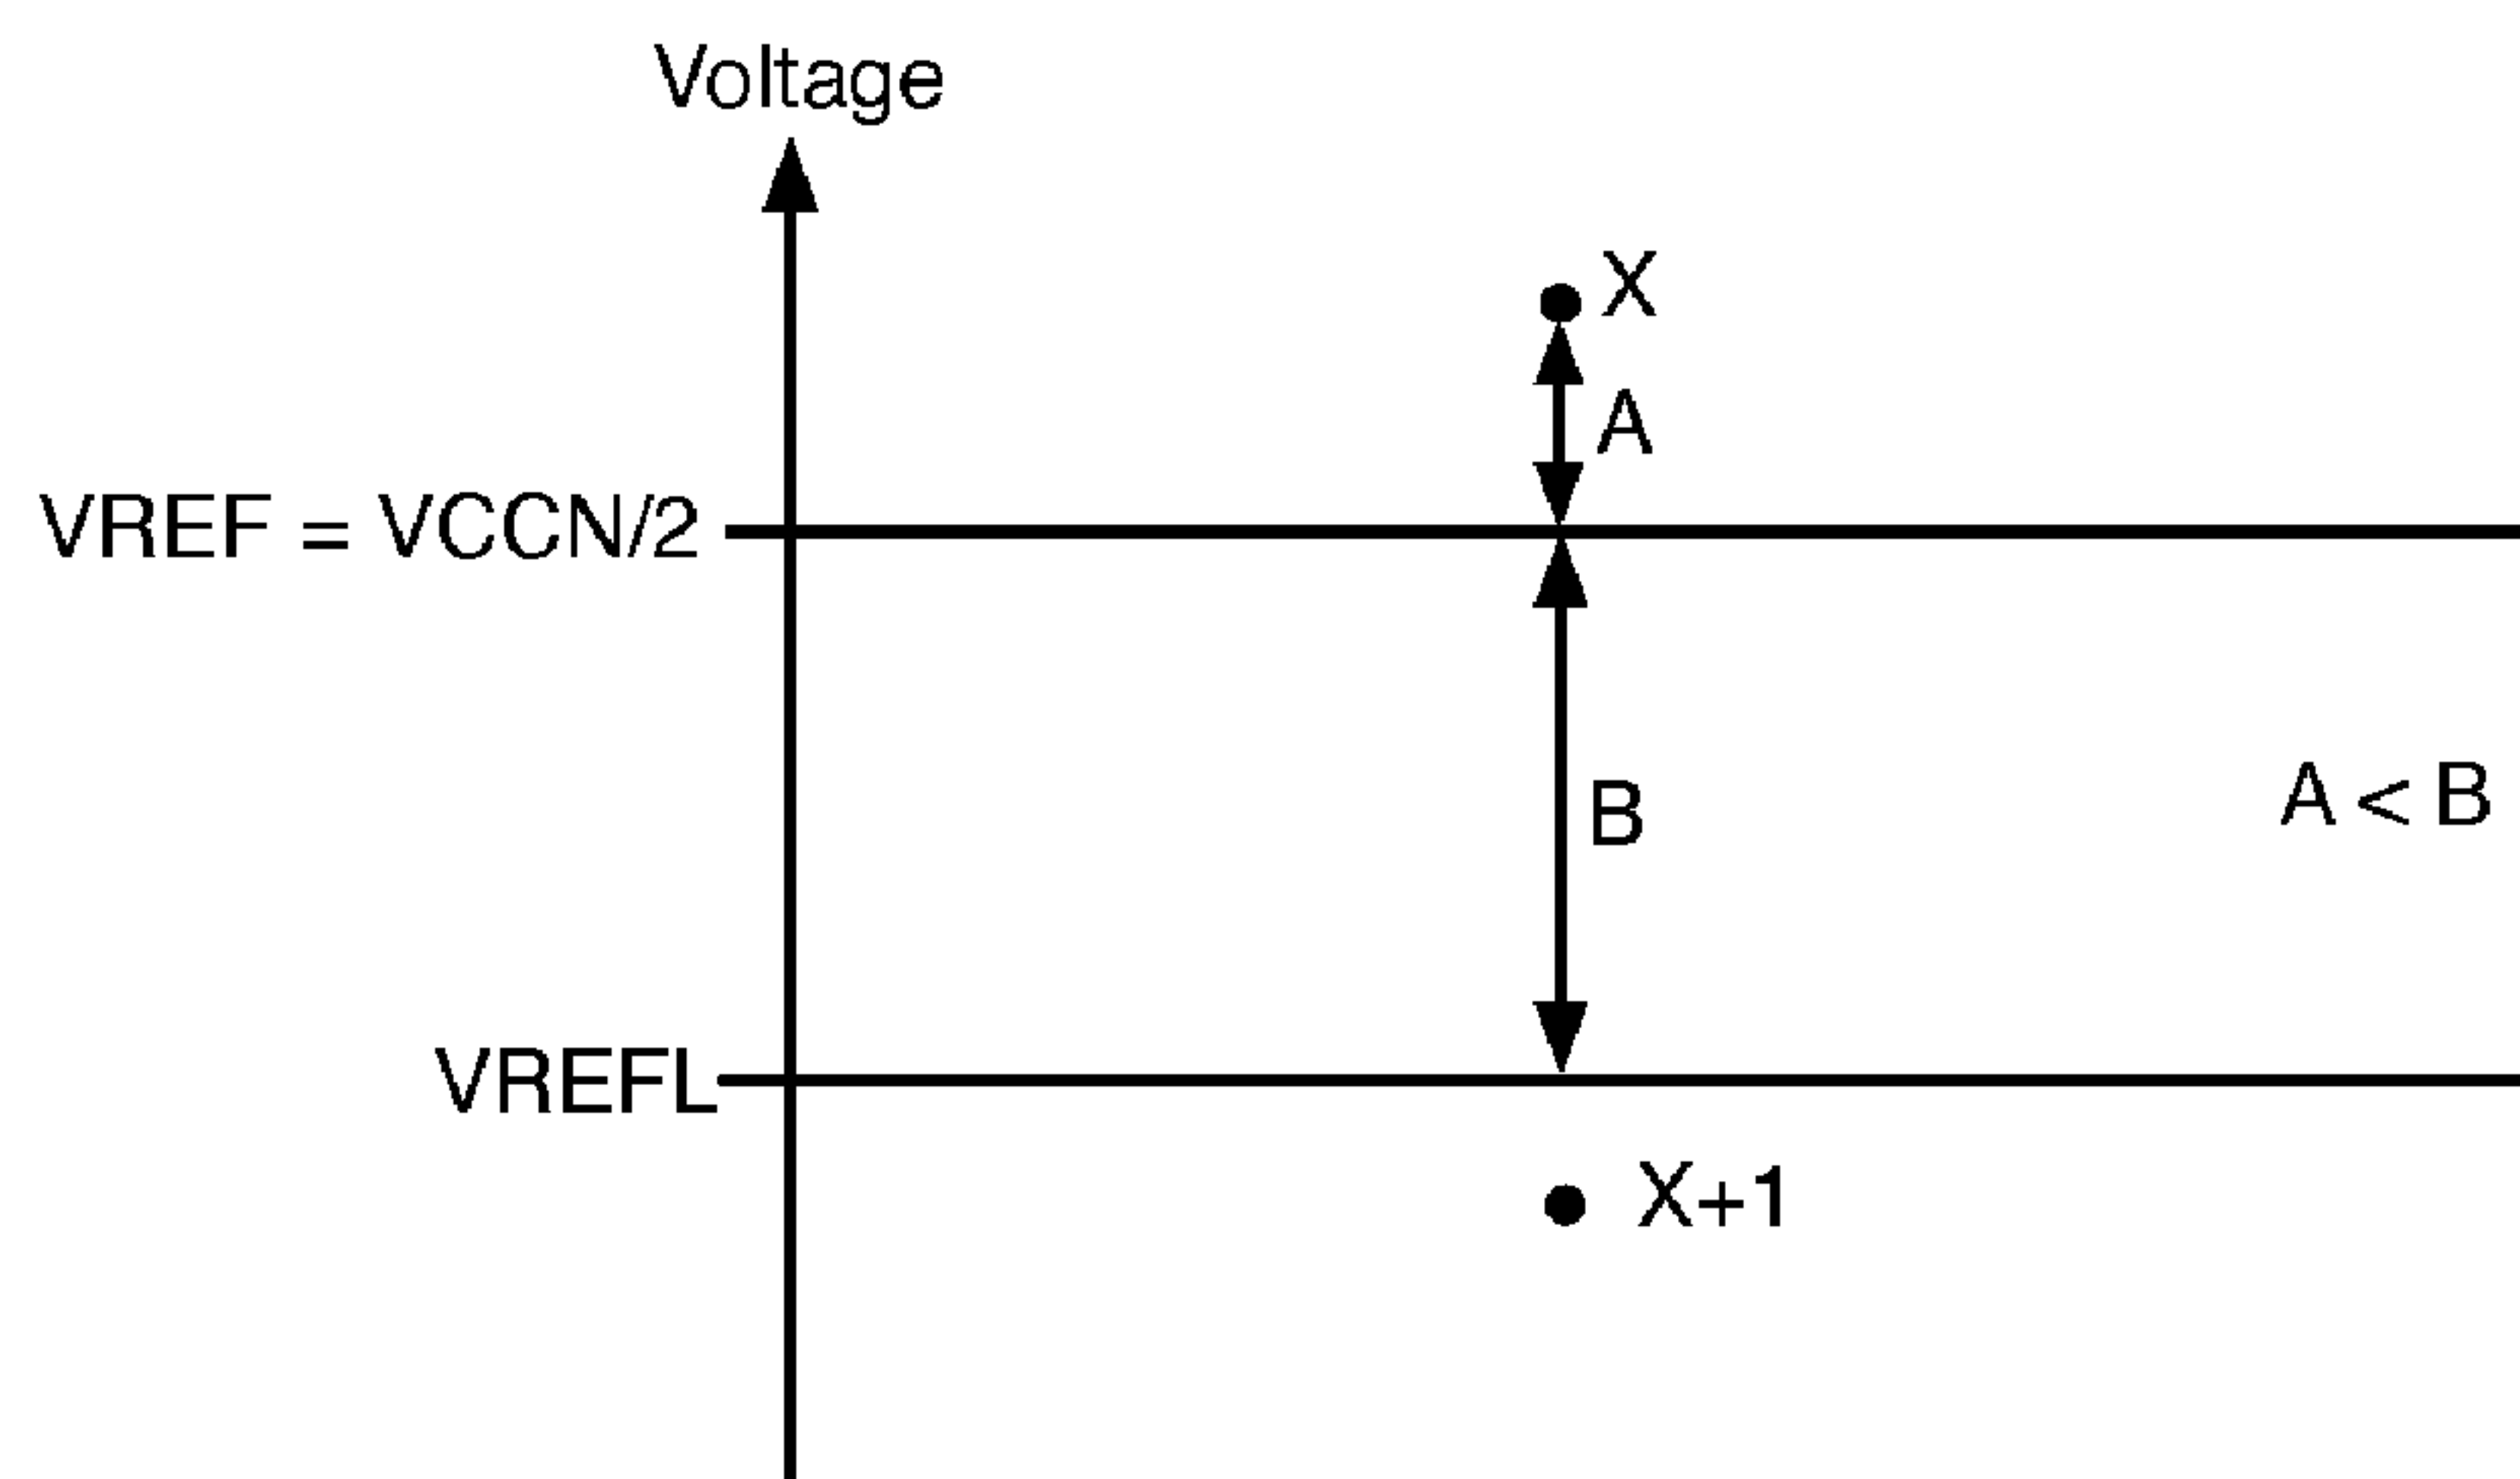 Voltage
X
A
VREF = VCCN/2
B
A < B
VREFL
X+1